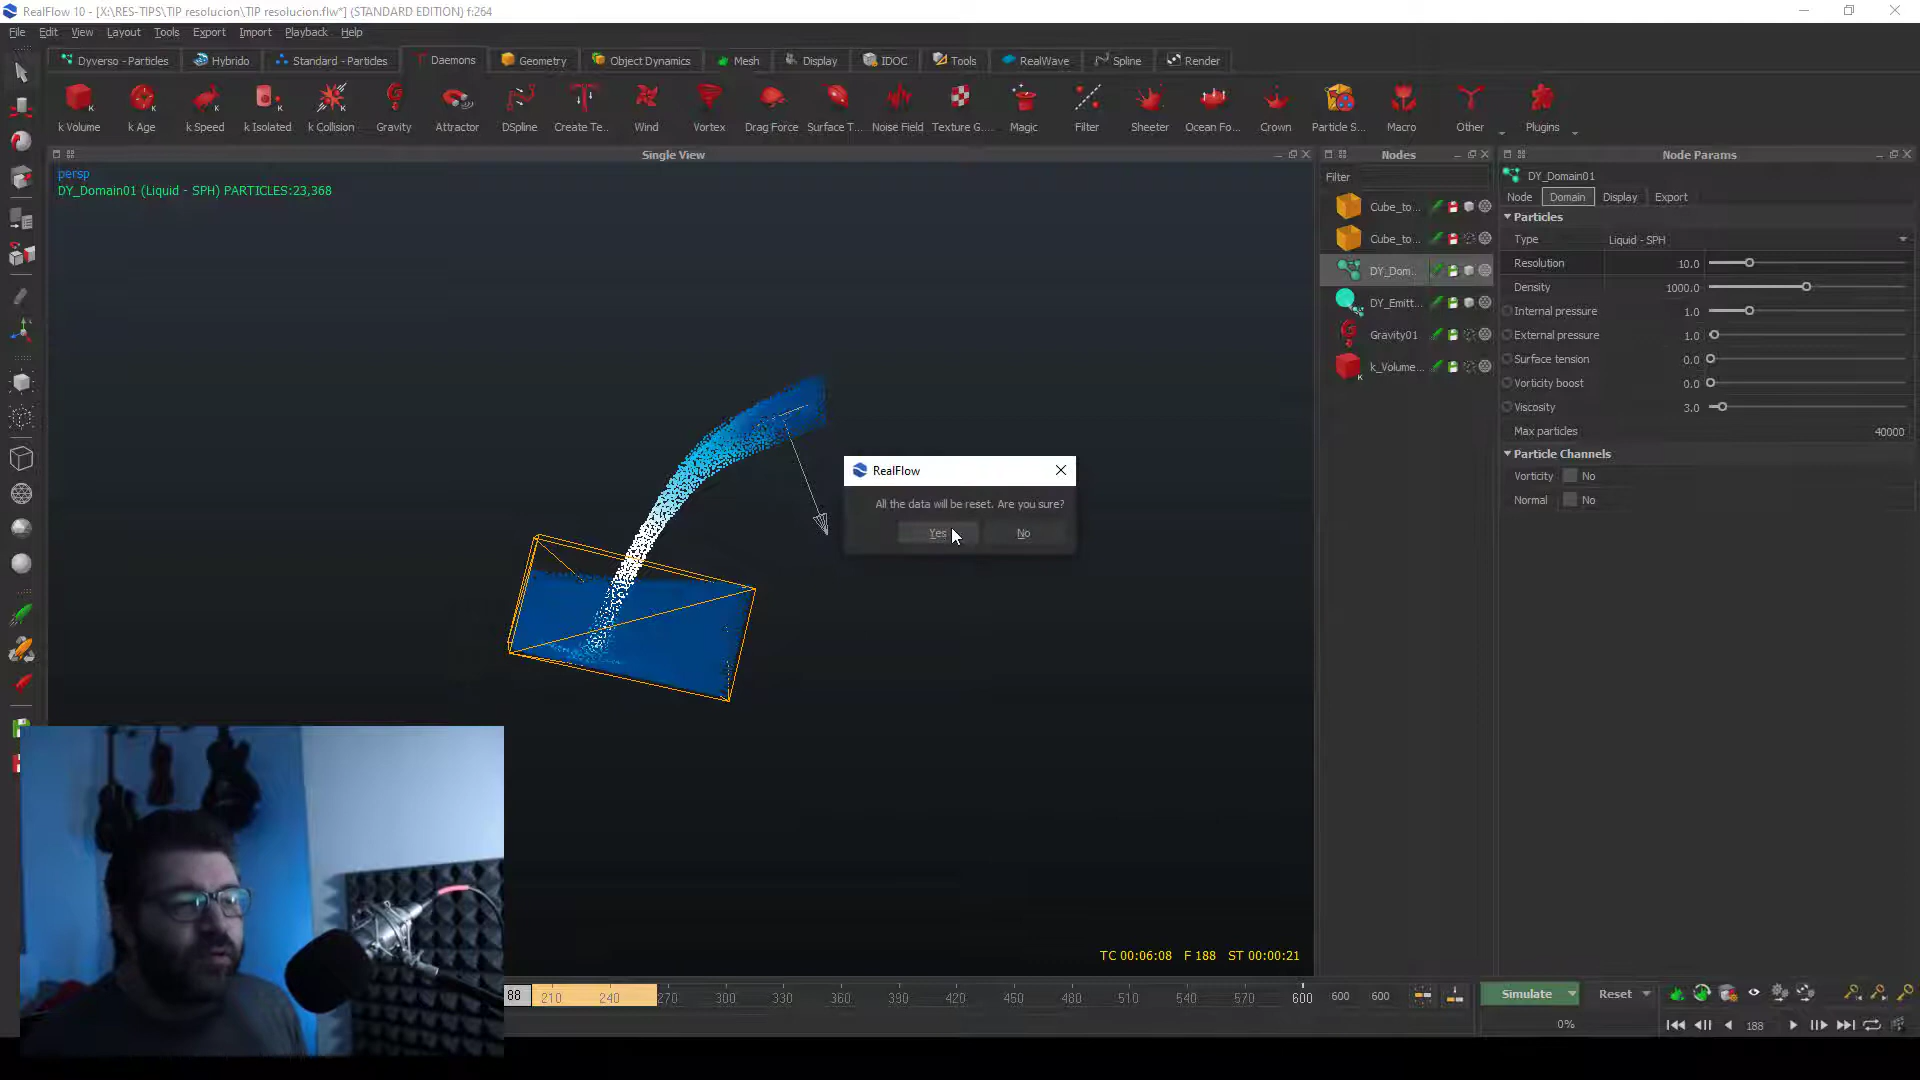 RealFlow 10 - [X:\RES-TIPS\TIP resolucion\TIP resolucion.flw*] (STANDARD EDITION) f:264
File Edit View Layout Tools Export Import Playback Help
Dyverso - Particles Hybrido Standard - Particles Daemons Geometry Object Dynamics Mesh Display IDOC Tools RealWave Spline Render
k Volume k Age k Speed k Isolated k Collision Gravity Attractor DSpline Create Te... Wind Vortex Drag Force Surface T... Noise Field Texture G... Magic Filter Sheeter Ocean Fo... Crown Particle S... Macro Other Plugins
Single View
persp
DY_Domain01 (Liquid - SPH) PARTICLES:23,368
Nodes
Filter
Cube_to...
Cube_to...
DY_Dom...
DY_Emitt...
Gravity01
k_Volume...
Node Params
DY_Domain01
Node Domain Display Export
Particles
Type Liquid - SPH
Resolution 10.0
Density 1000.0
Internal pressure 1.0
External pressure 1.0
Surface tension 0.0
Vorticity boost 0.0
Viscosity 3.0
Max particles 40000
Particle Channels
Vorticity No
Normal No
RealFlow
All the data will be reset. Are you sure?
Yes No
TC 00:06:08 F 188 ST 00:00:21
88 210 240 270 300 330 360 390 420 450 480 510 540 570 600 600 600
Simulate Reset
0% 188